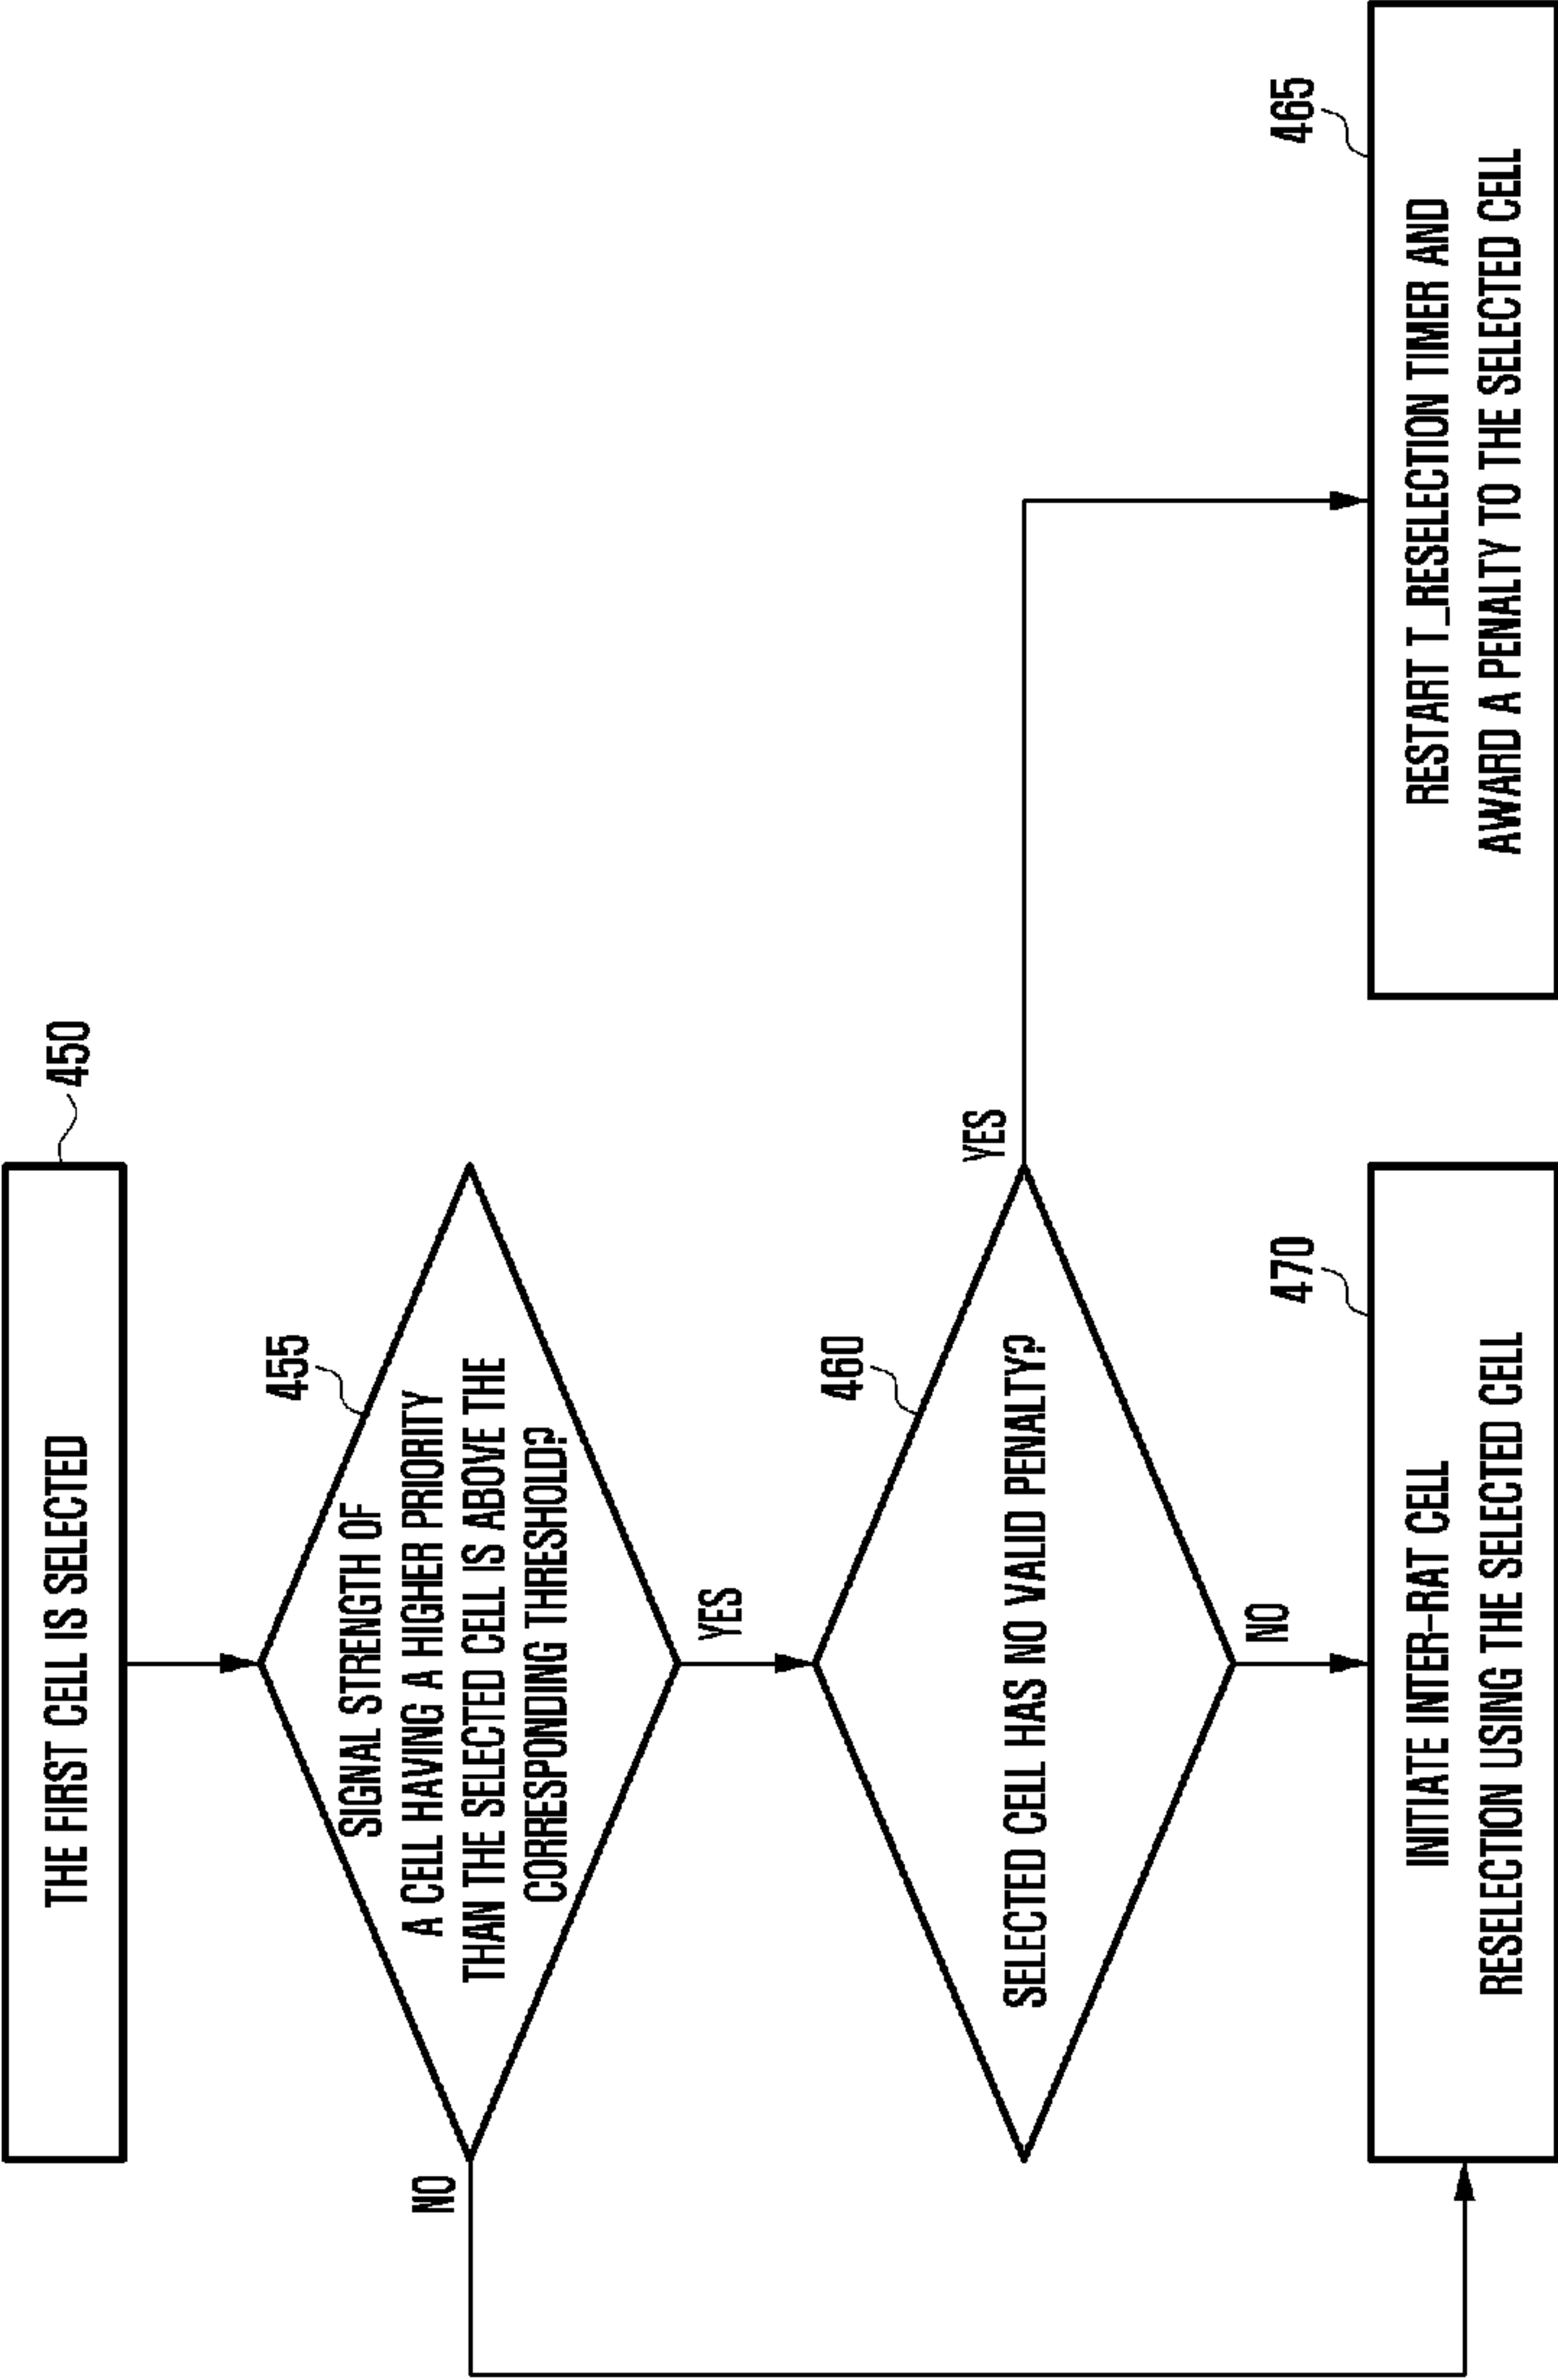 THE FIRST CELL IS SELECTED
450
455
SIGNAL STRENGTH OF
A CELL HAVING A HIGHER PRIORITY
THAN THE SELECTED CELL IS ABOVE THE
CORRESPONDING THRESHOLD?
NO
YES
460
SELECTED CELL HAS NO VALID PENALTY?
YES
NO
470
INITIATE INTER-RAT CELL
RESELECTION USING THE SELECTED CELL
465
RESTART T_RESELECTION TIMER AND
AWARD A PENALTY TO THE SELECTED CELL